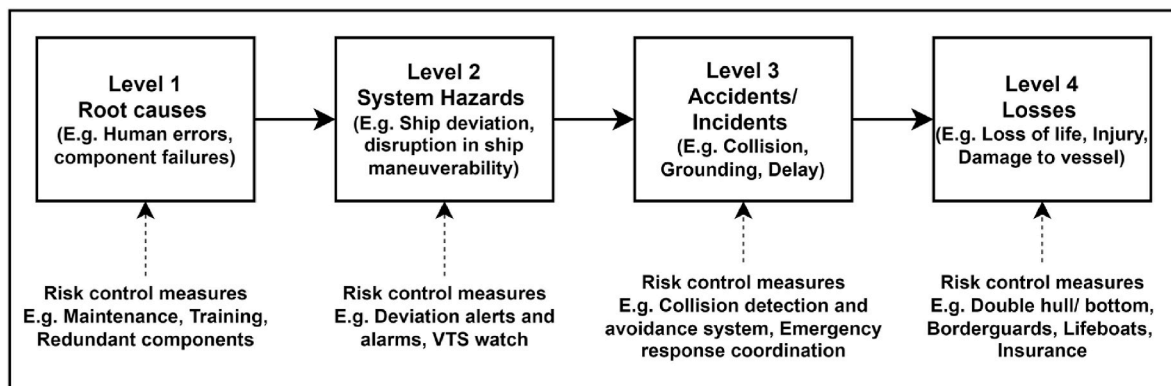 Level 1
Root causes
(E.g. Human errors,
component failures)
Level 2
System Hazards
(E.g. Ship deviation,
disruption in ship
maneuverability)
Level 3
Accidents/
Incidents
(E.g. Collision,
Grounding, Delay)
Level 4
Losses
(E.g. Loss of life, Injury,
Damage to vessel)
Risk control measures
E.g. Maintenance, Training,
Redundant components
Risk control measures
E.g. Deviation alerts and
alarms, VTS watch
Risk control measures
E.g. Collision detection and
avoidance system, Emergency
response coordination
Risk control measures
E.g. Double hull/ bottom,
Borderguards, Lifeboats,
Insurance